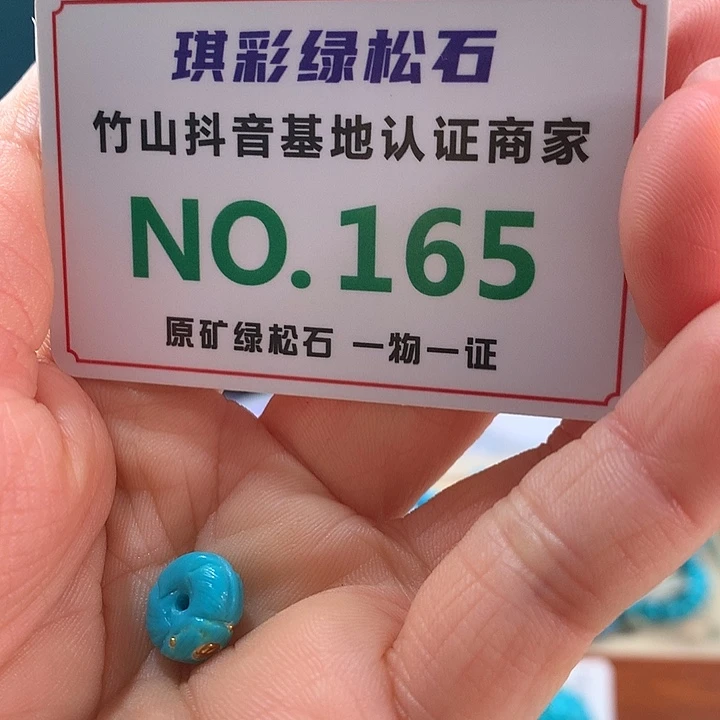 琪彩绿松石
竹山抖音基地认证商家
NO.165
原矿绿松石 一物一证